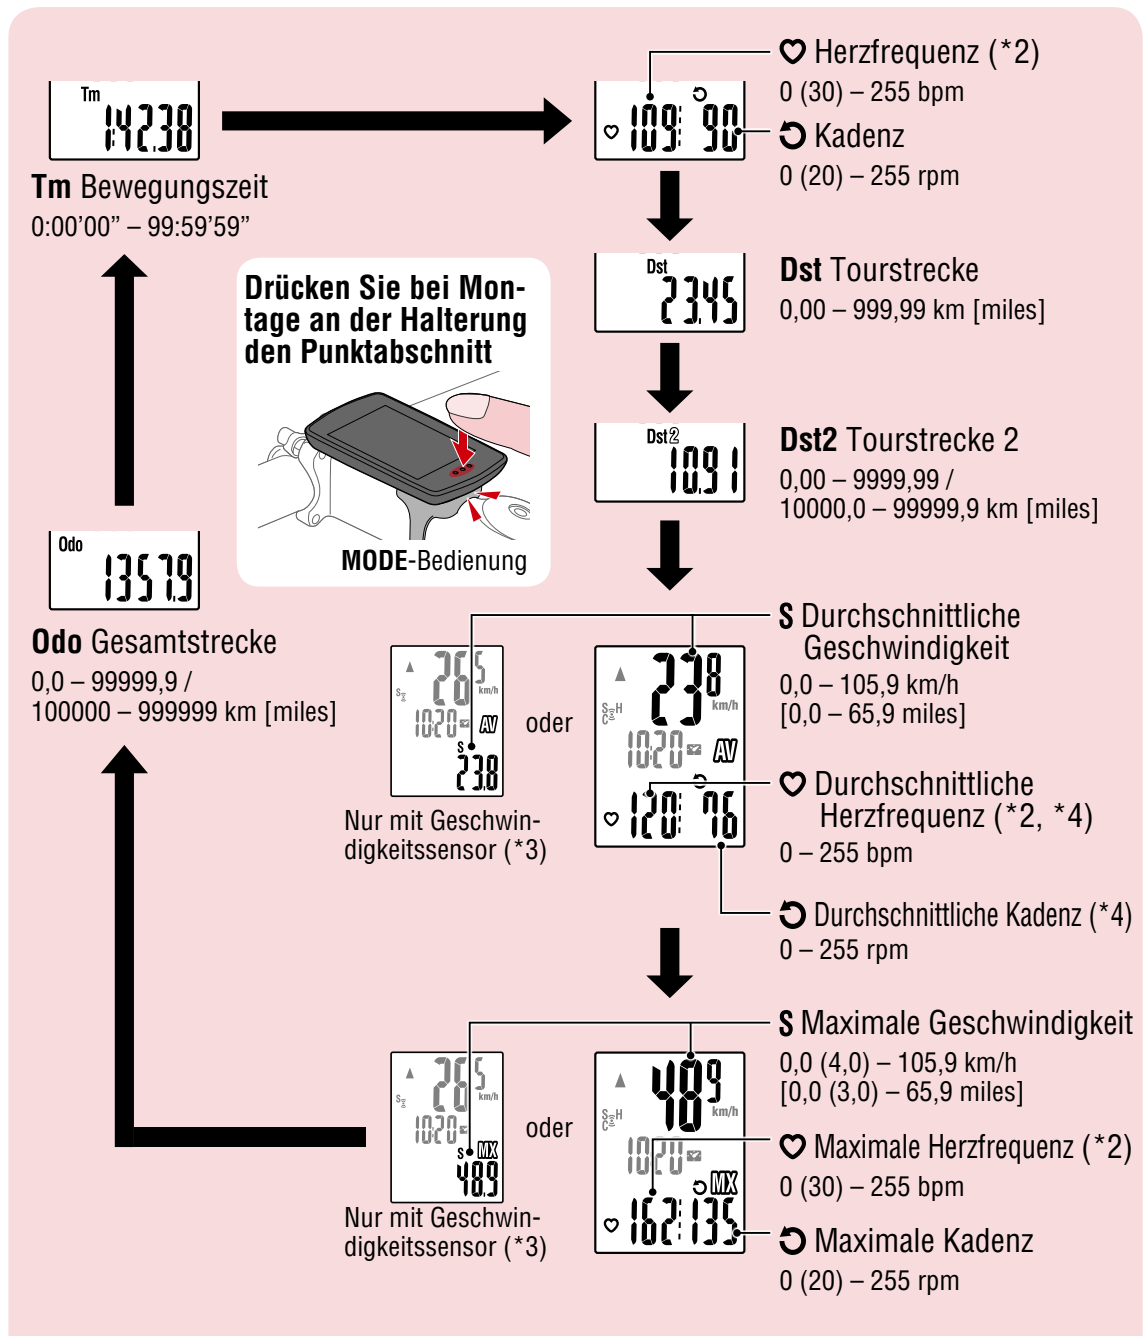 Tm
1:42.38
Tm Bewegungszeit
0:00’00” – 99:59’59”
109 90
Herzfrequenz (*2)
0 (30) – 255 bpm
Kadenz
0 (20) – 255 rpm
Dst
23.45
Dst Tourstrecke
0,00 – 999,99 km [miles]
Drücken Sie bei Mon-
tage an der Halterung
den Punktabschnitt
MODE-Bedienung
Dst2
10.91
Dst2 Tourstrecke 2
0,00 – 9999,99 /
10000,0 – 99999,9 km [miles]
Odo
1357.9
Odo Gesamtstrecke
0,0 – 99999,9 /
100000 – 999999 km [miles]
26.5
km/h
S
10:20
AV
S
23.8
Nur mit Geschwin-
digkeitssensor (*3)
oder
23.8
km/h
S H
C
10:20
AV
120 76
S Durchschnittliche
Geschwindigkeit
0,0 – 105,9 km/h
[0,0 – 65,9 miles]
Durchschnittliche
Herzfrequenz (*2, *4)
0 – 255 bpm
Durchschnittliche Kadenz (*4)
0 – 255 rpm
26.5
km/h
S
10:20
S MX
48.9
Nur mit Geschwin-
digkeitssensor (*3)
oder
48.9
km/h
S H
C
10:20
MX
162 135
S Maximale Geschwindigkeit
0,0 (4,0) – 105,9 km/h
[0,0 (3,0) – 65,9 miles]
Maximale Herzfrequenz (*2)
0 (30) – 255 bpm
Maximale Kadenz
0 (20) – 255 rpm